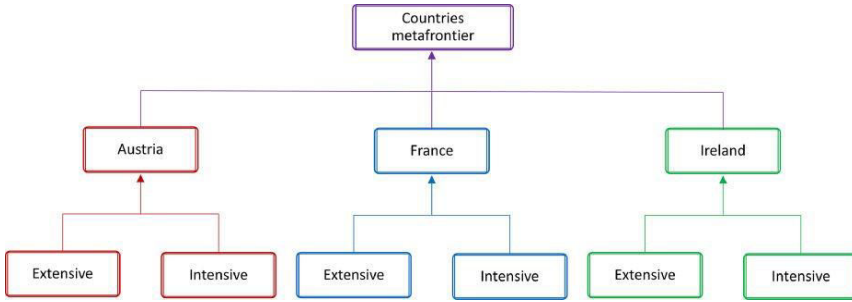 Countries
metafrontier
Austria
France
Ireland
Extensive
Intensive
Extensive
Intensive
Extensive
Intensive